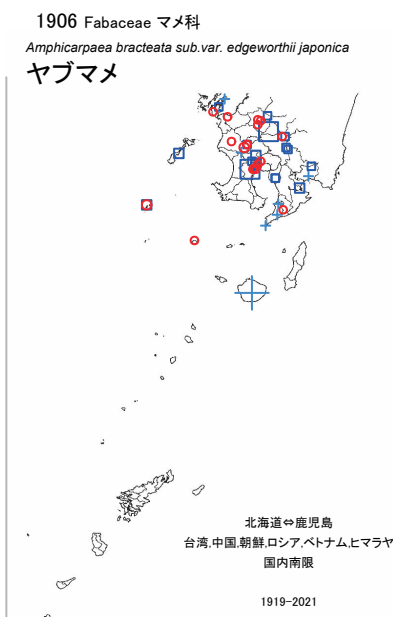 1906 Fabaceae マメ科
Amphicarpaea bracteata sub.var. edgeworthii japonica
ヤブマメ
北海道⇔鹿児島
台湾,中国,朝鮮,ロシア,ベトナム,ヒマラヤ
国内南限
1919-2021